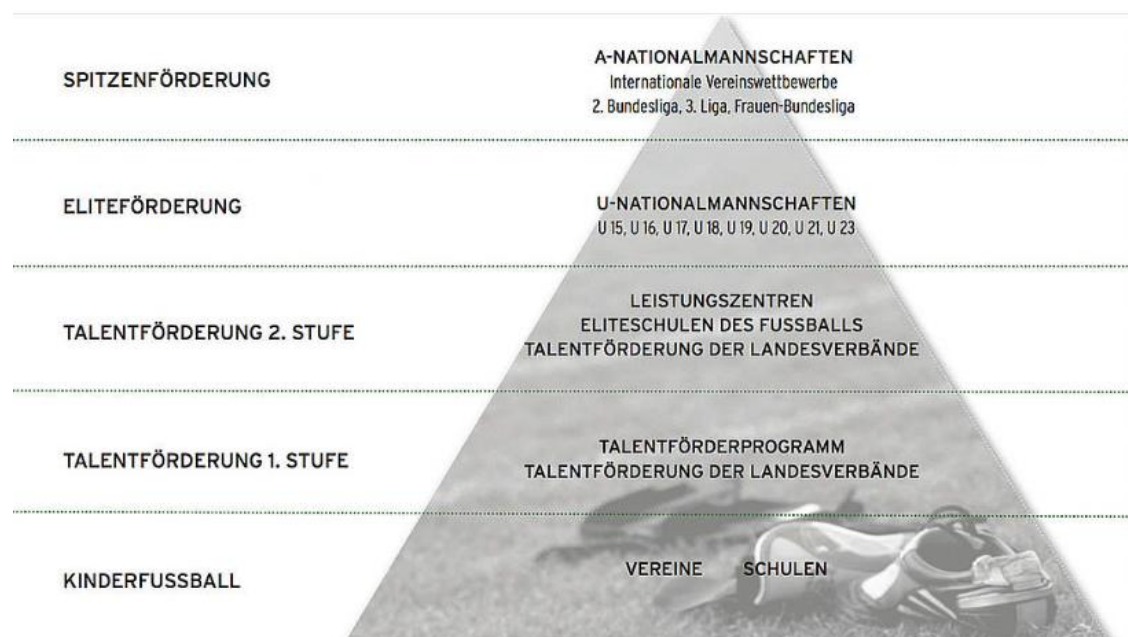 SPITZENFÖRDERUNG
A-NATIONALMANNSCHAFTEN
Internationale Vereinswettbewerbe
2. Bundesliga, 3. Liga, Frauen-Bundesliga
ELITEFÖRDERUNG
U-NATIONALMANNSCHAFTEN
U 15, U 16, U 17, U 18, U 19, U 20, U 21, U 23
TALENTFÖRDERUNG 2. STUFE
LEISTUNGSZENTREN
ELITESCHULEN DES FUSSBALLS
TALENTFÖRDERUNG DER LANDESVERBÄNDE
TALENTFÖRDERUNG 1. STUFE
TALENTFÖRDERPROGRAMM
TALENTFÖRDERUNG DER LANDESVERBÄNDE
KINDERFUSSBALL
VEREINE SCHULEN